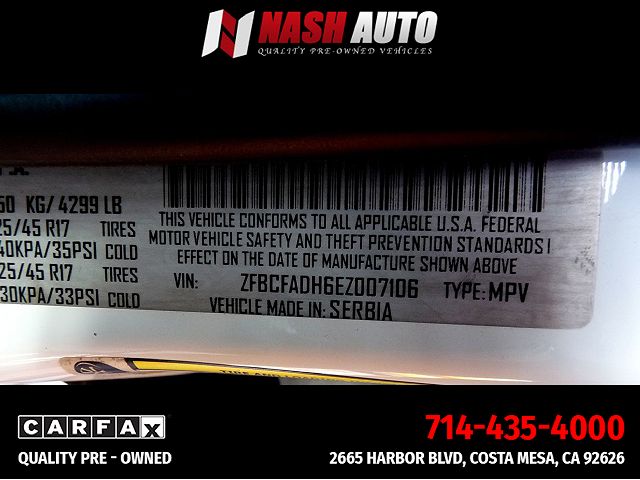 NASH AUTO
QUALITY PRE-OWNED VEHICLES
KG/ 4299 LB
25/45 R17 TIRES
40KPA/35PSI COLD
25/45 R17 TIRES
30KPA/33PSI COLD
THIS VEHICLE CONFORMS TO ALL APPLICABLE U.S.A. FEDERAL
MOTOR VEHICLE SAFETY AND THEFT PREVENTION STANDARDS I
EFFECT ON THE DATE OF MANUFACTURE SHOWN ABOVE
VIN: ZFBCFADH6EZ007106 TYPE: MPV
VEHICLE MADE IN: SERBIA
TIRE AND
CARFAX
QUALITY PRE - OWNED
714-435-4000
2665 HARBOR BLVD, COSTA MESA, CA 92626